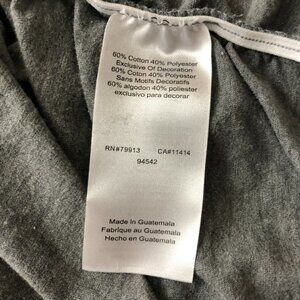 60% Cotton 40% Polyester
Exclusive Of Decoration
60% Cotton 40% Polyester
Sans Motifs Decoratifs
60% algodon 40% poliester
exclusivo para decorar
RN#79913 CA#11414
94542
Made in Guatemala
Fabrique au Guatemala
Hecho en Guatemala